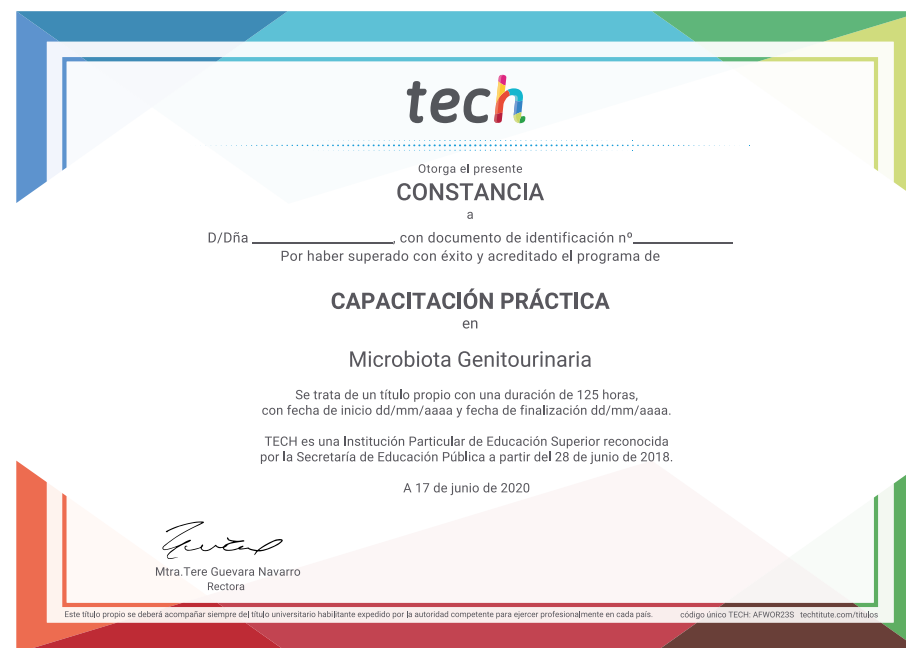 tech
Otorga el presente
CONSTANCIA
a
D/Dña ________________, con documento de identificación nº____________
Por haber superado con éxito y acreditado el programa de
CAPACITACIÓN PRÁCTICA
en
Microbiota Genitourinaria
Se trata de un título propio con una duración de 125 horas,
con fecha de inicio dd/mm/aaaa y fecha de finalización dd/mm/aaaa.
TECH es una Institución Particular de Educación Superior reconocida
por la Secretaría de Educación Pública a partir del 28 de junio de 2018.
A 17 de junio de 2020
Mtra.Tere Guevara Navarro
Rectora
Este título propio se deberá acompañar siempre del título universitario habilitante expedido por la autoridad competente para ejercer profesionalmente en cada país. código único TECH: AFWOR23S techtitute.com/titulos